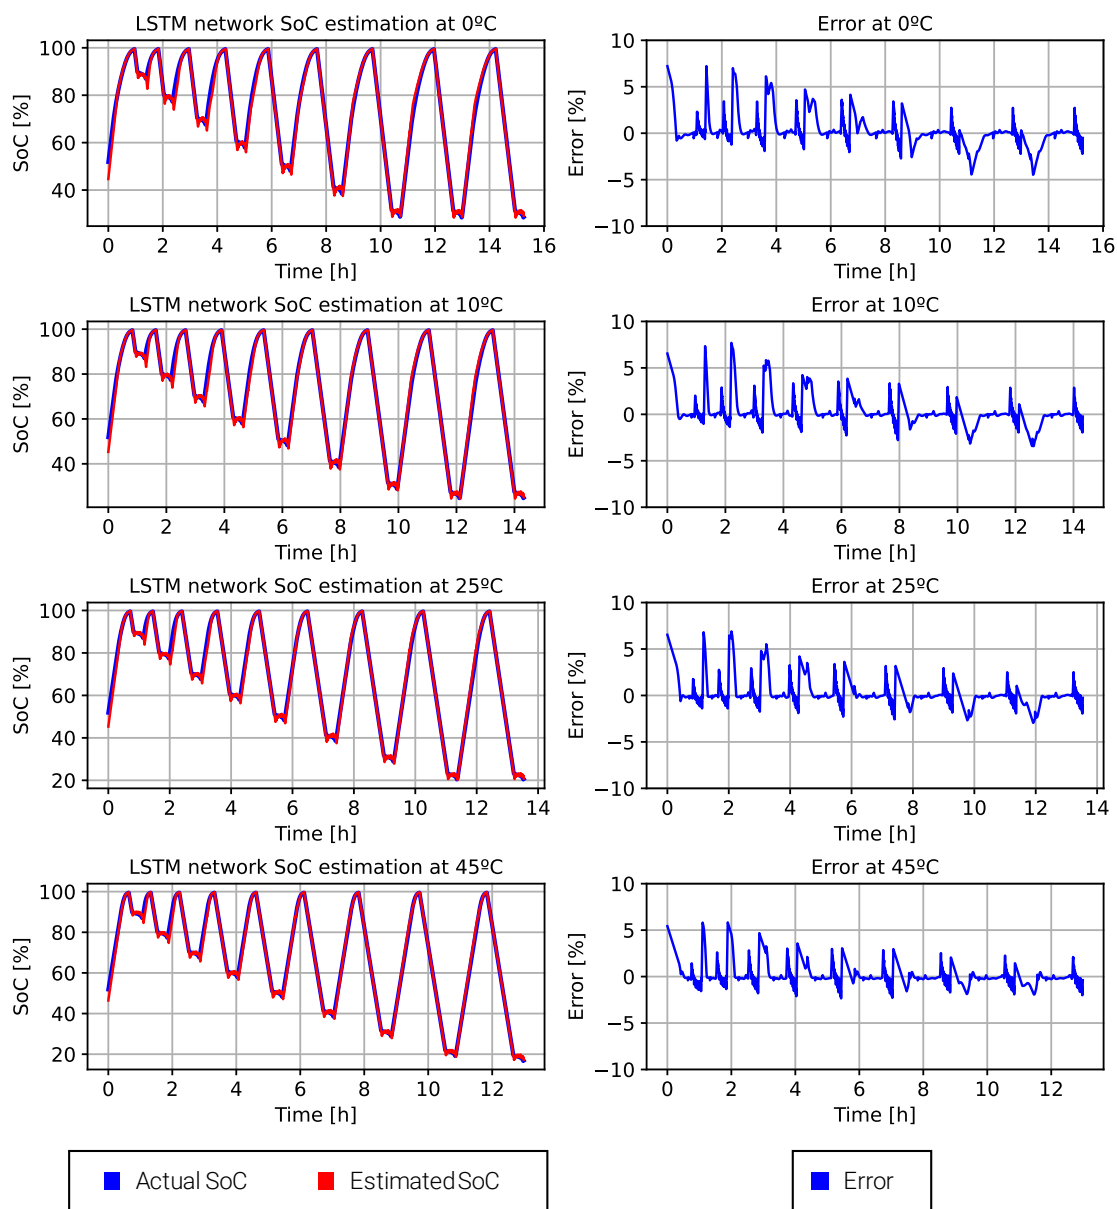 LSTM network SoC estimation at 0ºC
100
80
60
40
SoC [%]
0 2 4 6 8 10 12 14 16
Time [h]
Error at 0ºC
10
5
0
−5
−10
Error [%]
0 2 4 6 8 10 12 14 16
Time [h]
LSTM network SoC estimation at 10ºC
100
80
60
40
SoC [%]
0 2 4 6 8 10 12 14
Time [h]
Error at 10ºC
10
5
0
−5
−10
Error [%]
0 2 4 6 8 10 12 14
Time [h]
LSTM network SoC estimation at 25ºC
100
80
60
40
20
SoC [%]
0 2 4 6 8 10 12 14
Time [h]
Error at 25ºC
10
5
0
−5
−10
Error [%]
0 2 4 6 8 10 12 14
Time [h]
LSTM network SoC estimation at 45ºC
100
80
60
40
20
SoC [%]
0 2 4 6 8 10 12
Time [h]
Error at 45ºC
10
5
0
−5
−10
Error [%]
0 2 4 6 8 10 12
Time [h]
Actual SoC Estimated SoC
Error